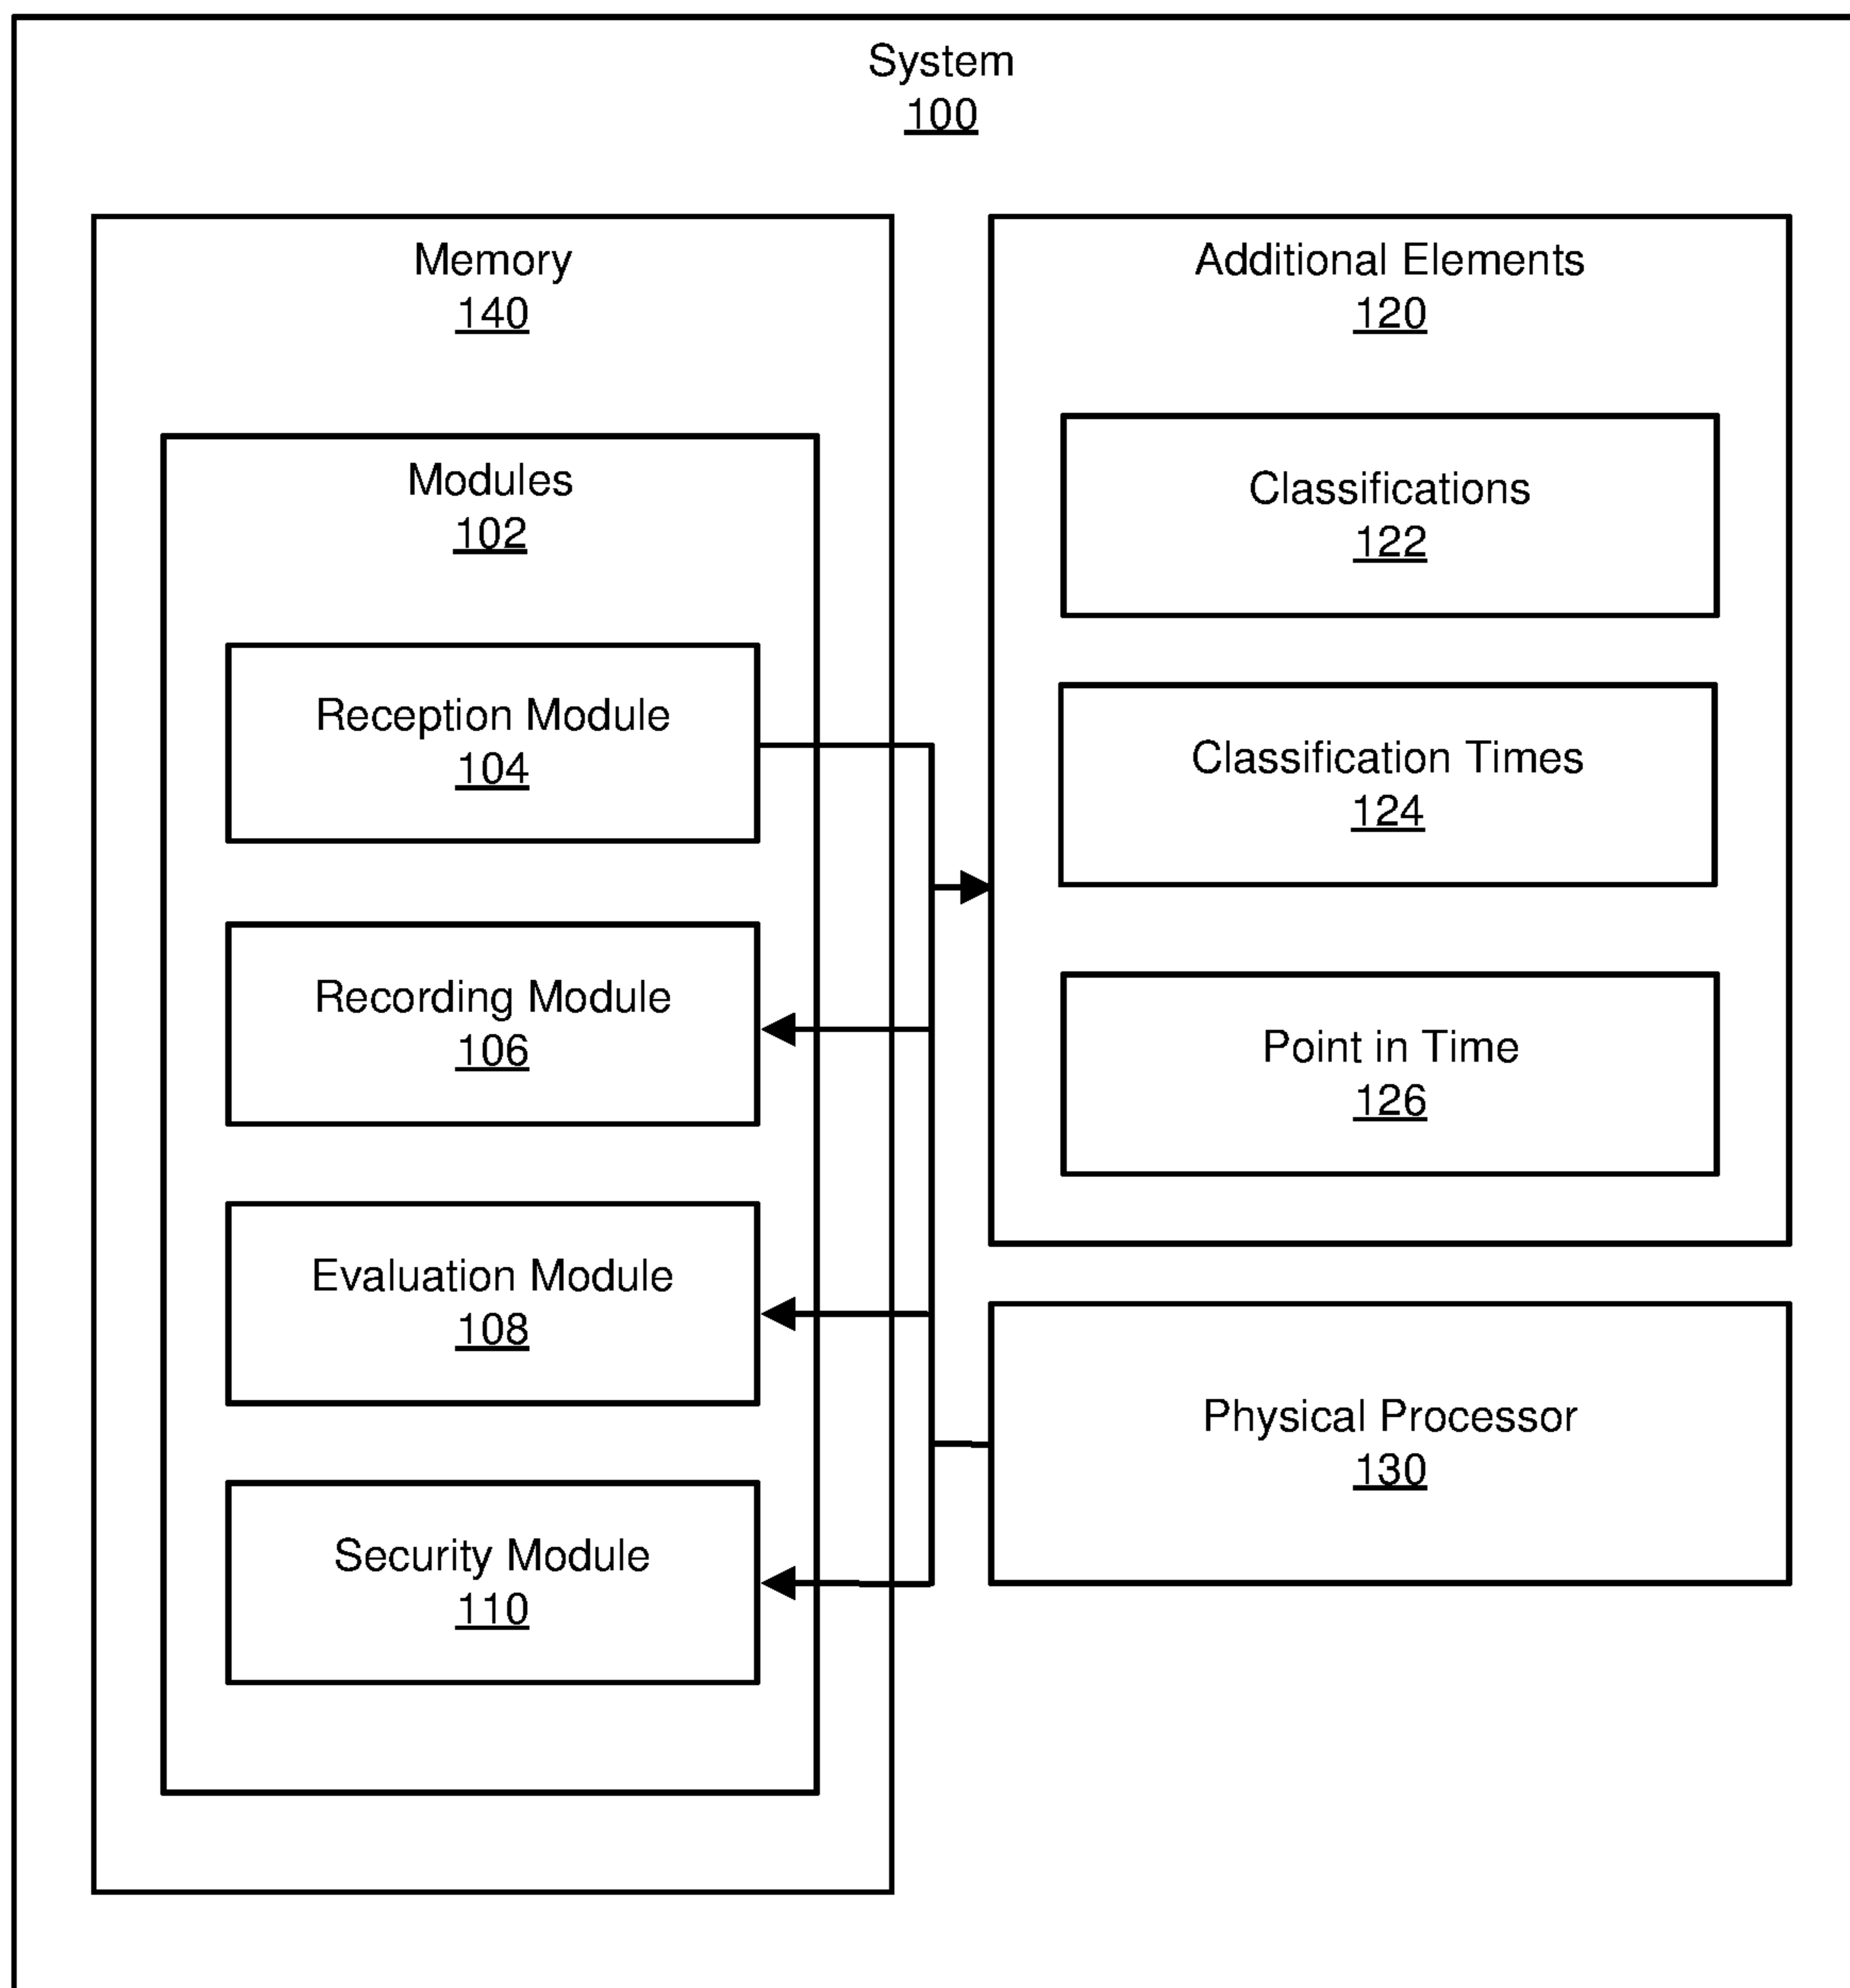 System
100
Memory
140
Modules
102
Reception Module
104
Recording Module
106
Evaluation Module
108
Security Module
110
Additional Elements
120
Classifications
122
Classification Times
124
Point in Time
126
Physical Processor
130